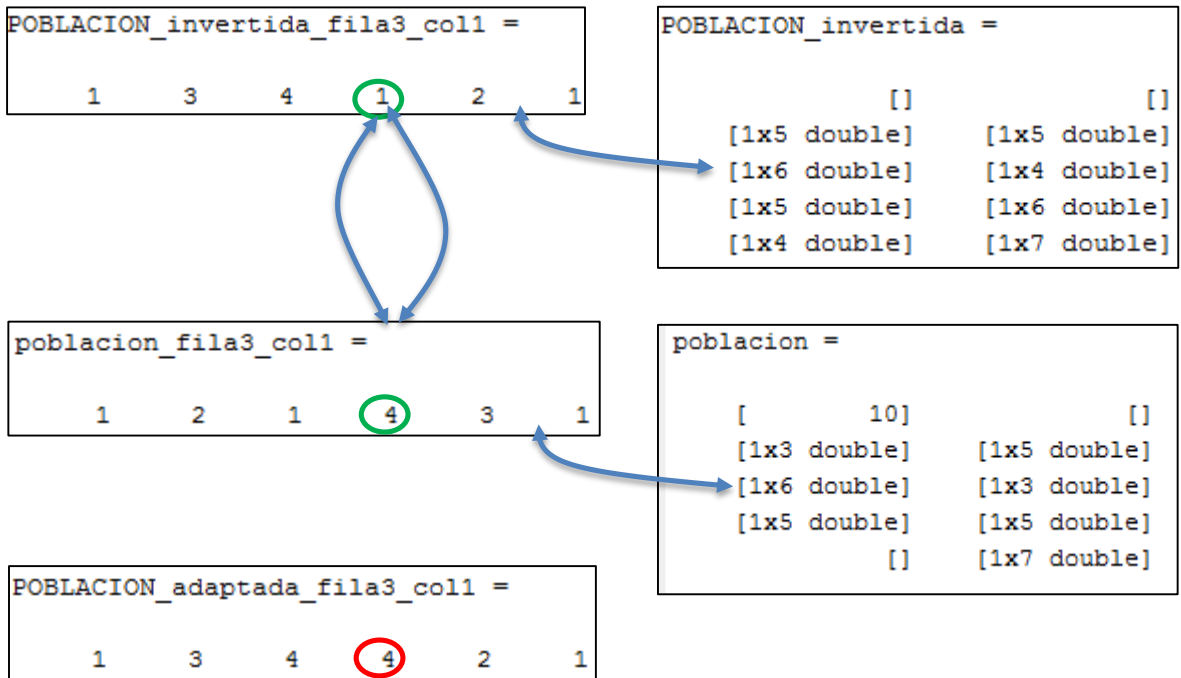 POBLACION_invertida_fila3_col1 =
1 3 4 1 2 1
POBLACION_invertida =
[] []
[1x5 double] [1x5 double]
[1x6 double] [1x4 double]
[1x5 double] [1x6 double]
[1x4 double] [1x7 double]
poblacion_fila3_col1 =
1 2 1 4 3 1
poblacion =
[ 10] []
[1x3 double] [1x5 double]
[1x6 double] [1x3 double]
[1x5 double] [1x5 double]
[] [1x7 double]
POBLACION_adaptada_fila3_col1 =
1 3 4 4 2 1